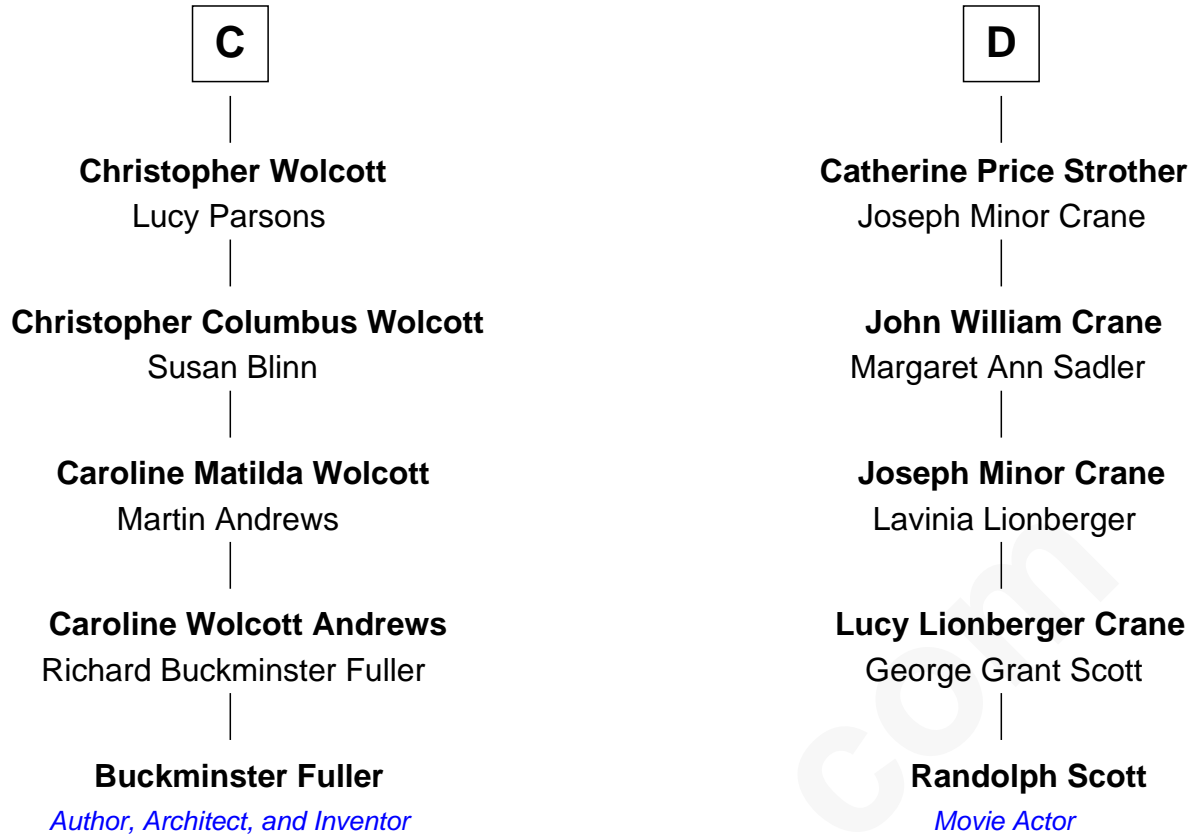 C
Christopher Wolcott
Lucy Parsons
Christopher Columbus Wolcott
Susan Blinn
Caroline Matilda Wolcott
Martin Andrews
Caroline Wolcott Andrews
Richard Buckminster Fuller
Buckminster Fuller
Author, Architect, and Inventor
D
Catherine Price Strother
Joseph Minor Crane
John William Crane
Margaret Ann Sadler
Joseph Minor Crane
Lavinia Lionberger
Lucy Lionberger Crane
George Grant Scott
Randolph Scott
Movie Actor
com